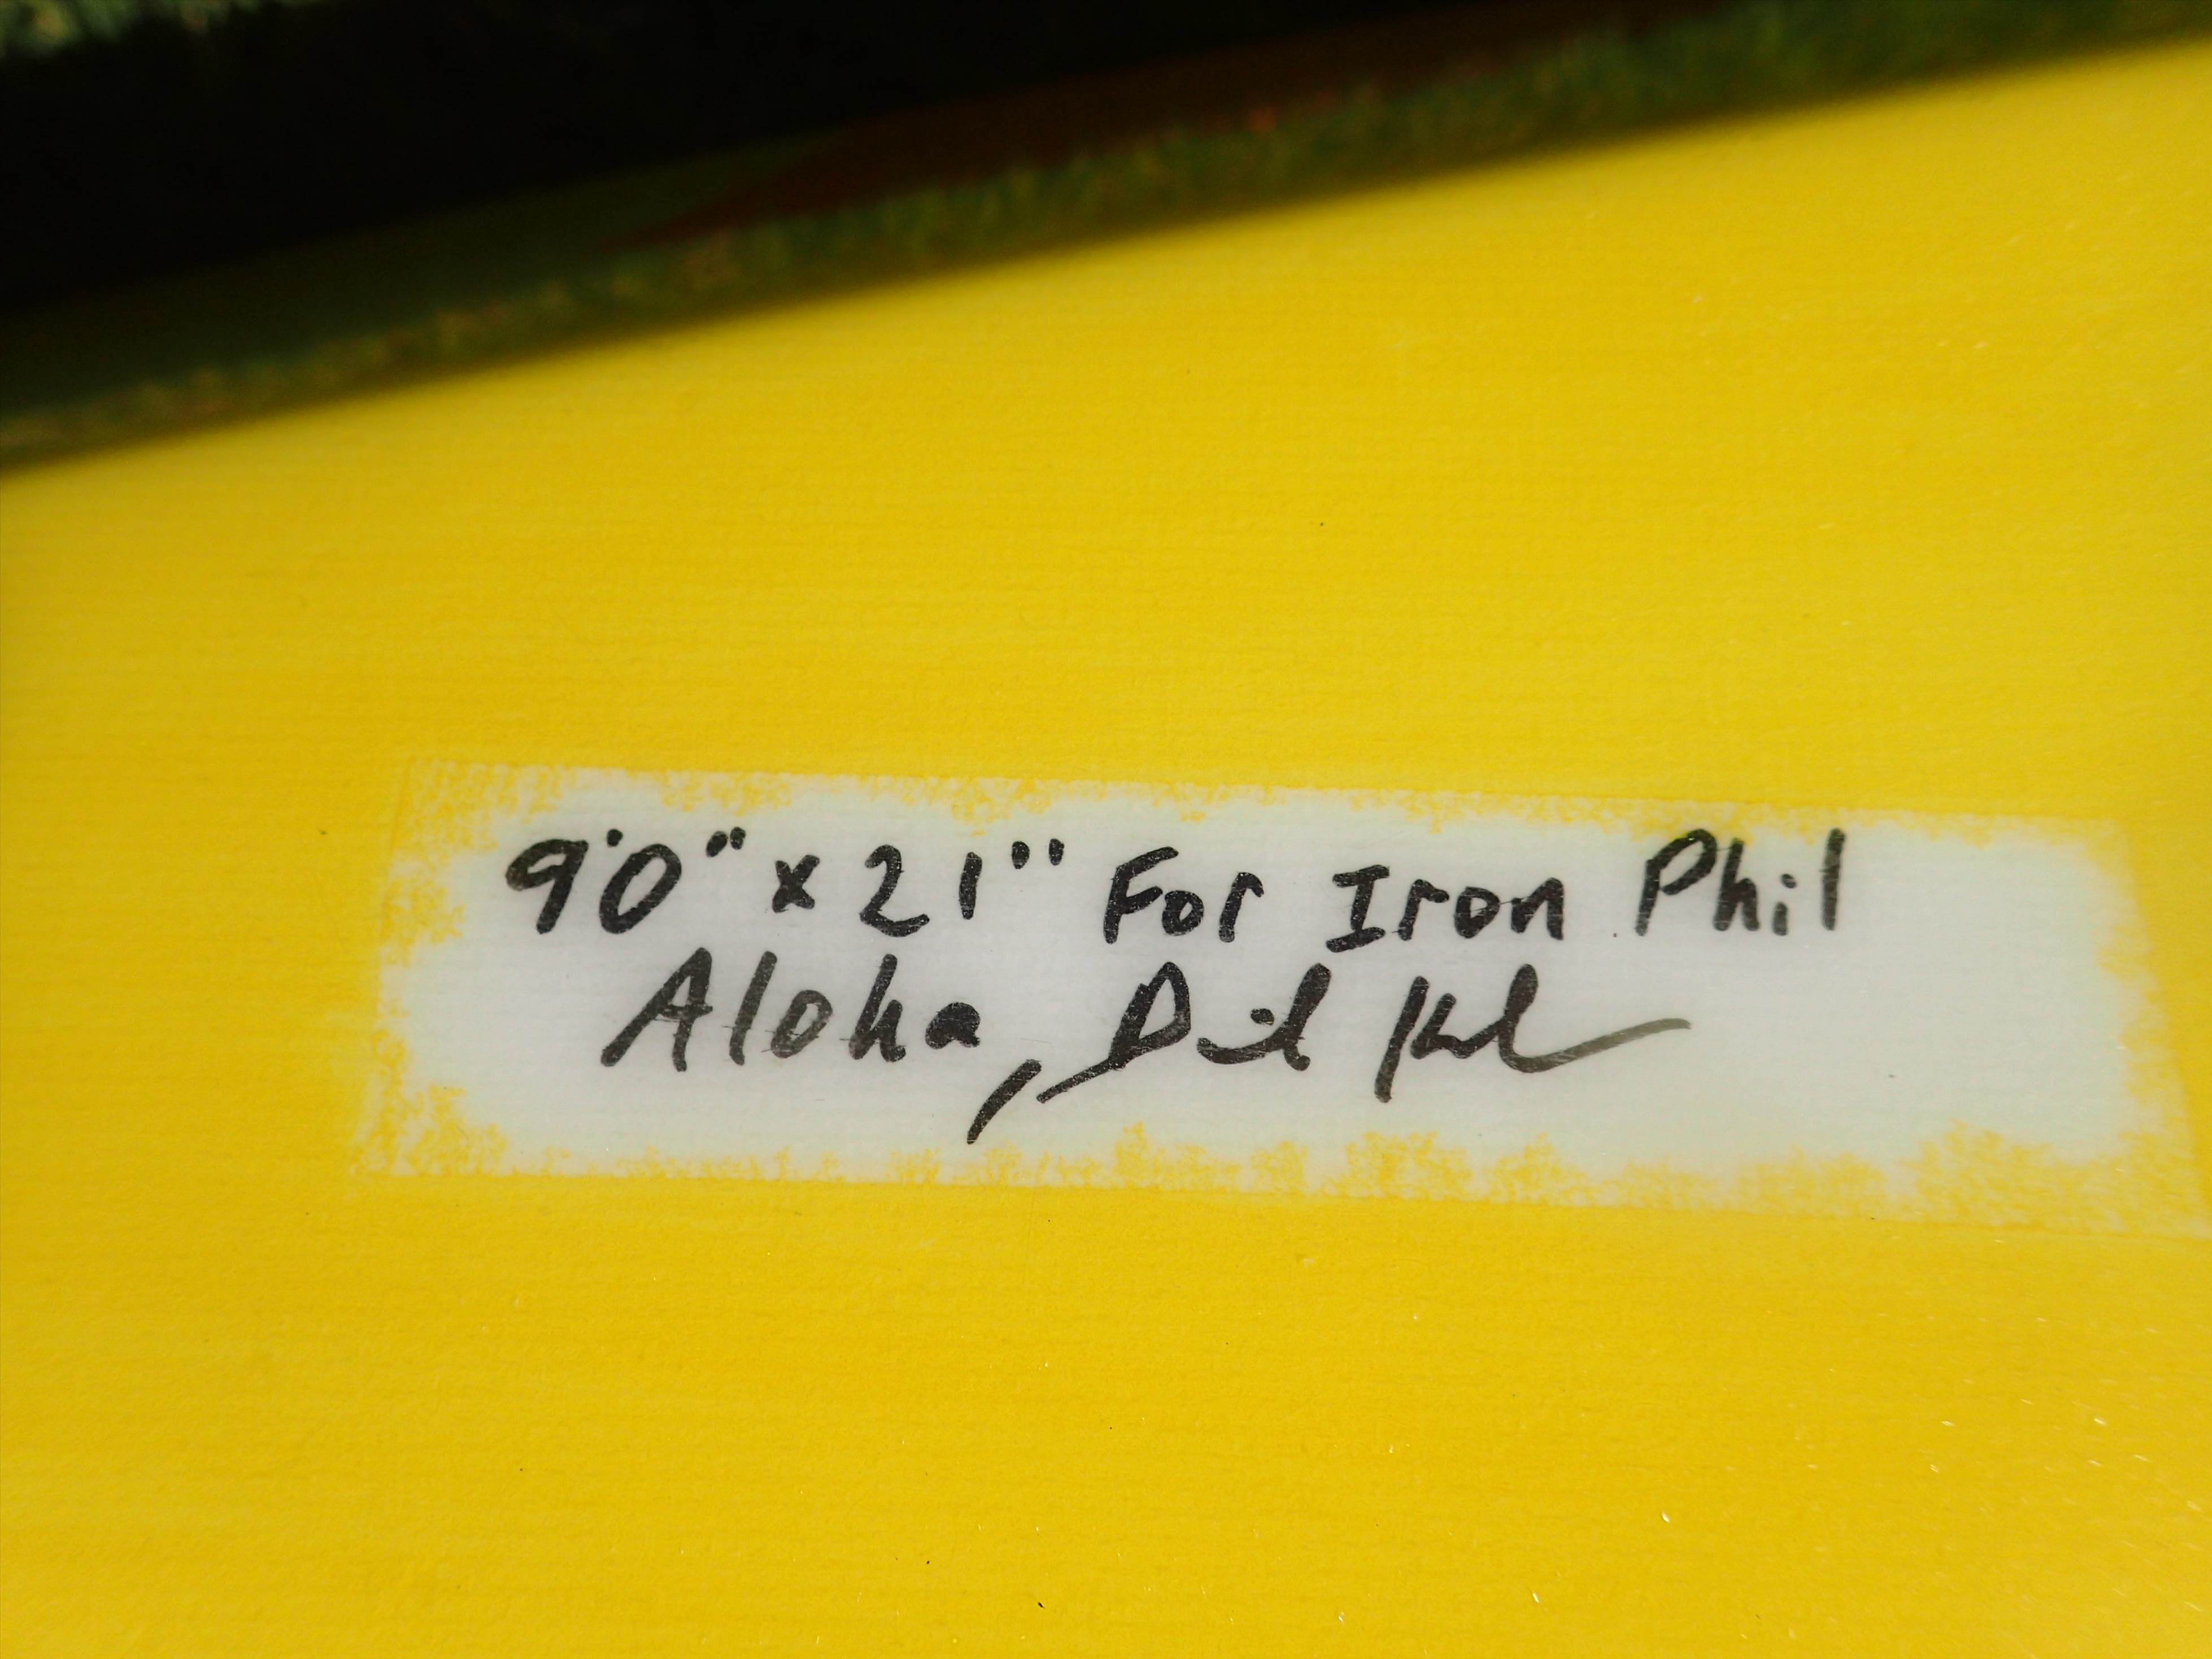 9'0" x 21" For Iron Phil
Aloha,